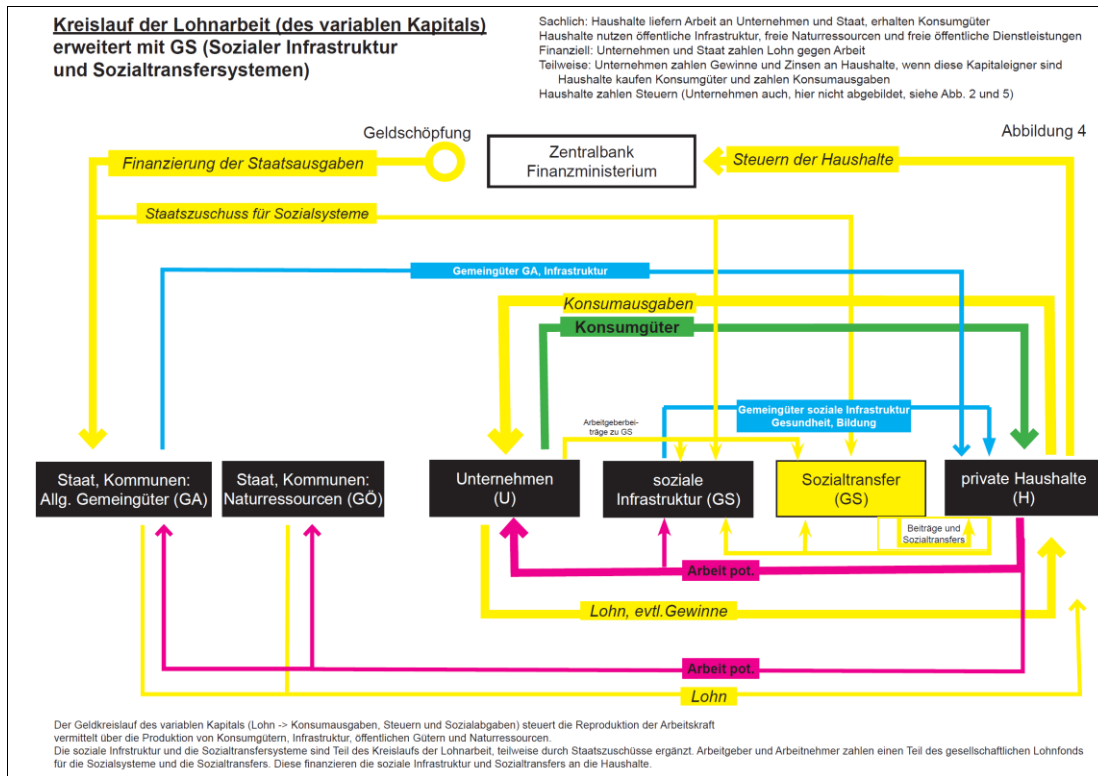 Kreislauf der Lohnarbeit (des variablen Kapitals)
erweitert mit GS (Sozialer Infrastruktur
und Sozialtransfersystemen)
Sachlich: Haushalte liefern Arbeit an Unternehmen und Staat, erhalten Konsumgüter
Haushalte nutzen öffentliche Infrastruktur, freie Naturressourcen und freie öffentliche Dienstleistungen
Finanziell: Unternehmen und Staat zahlen Lohn gegen Arbeit
Teilweise: Unternehmen zahlen Gewinne und Zinsen an Haushalte, wenn diese Kapitaleigner sind
Haushalte kaufen Konsumgüter und zahlen Konsumausgaben
Haushalte zahlen Steuern (Unternehmen auch, hier nicht abgebildet, siehe Abb. 2 und 5)
Geldschöpfung
Abbildung 4
Finanzierung der Staatsausgaben
Zentralbank
Finanzministerium
Steuern der Haushalte
Staatszuschuss für Sozialsysteme
Gemeingüter GA, Infrastruktur
Konsumausgaben
Konsumgüter
Gemeingüter soziale Infrastruktur
Gesundheit, Bildung
Arbeitgeberbei-
träge zu GS
Staat, Kommunen:
Allg. Gemeingüter (GA)
Staat, Kommunen:
Naturressourcen (GÖ)
Unternehmen
(U)
soziale
Infrastruktur (GS)
Sozialtransfer
(GS)
private Haushalte
(H)
Beiträge und
Sozialtransfers
Arbeit pot.
Lohn, evtl.Gewinne
Arbeit pot.
Lohn
Der Geldkreislauf des variablen Kapitals (Lohn -> Konsumausgaben, Steuern und Sozialabgaben) steuert die Reproduktion der Arbeitskraft
vermittelt über die Produktion von Konsumgütern, Infrastruktur, öffentlichen Gütern und Naturressourcen.
Die soziale Infrstruktur und die Sozialtransfersysteme sind Teil des Kreislaufs der Lohnarbeit, teilweise durch Staatszuschüsse ergänzt. Arbeitgeber und Arbeitnehmer zahlen einen Teil des gesellschaftlichen Lohnfonds
für die Sozialsysteme und die Sozialtransfers. Diese finanzieren die soziale Infrastruktur und Sozialtransfers an die Haushalte.